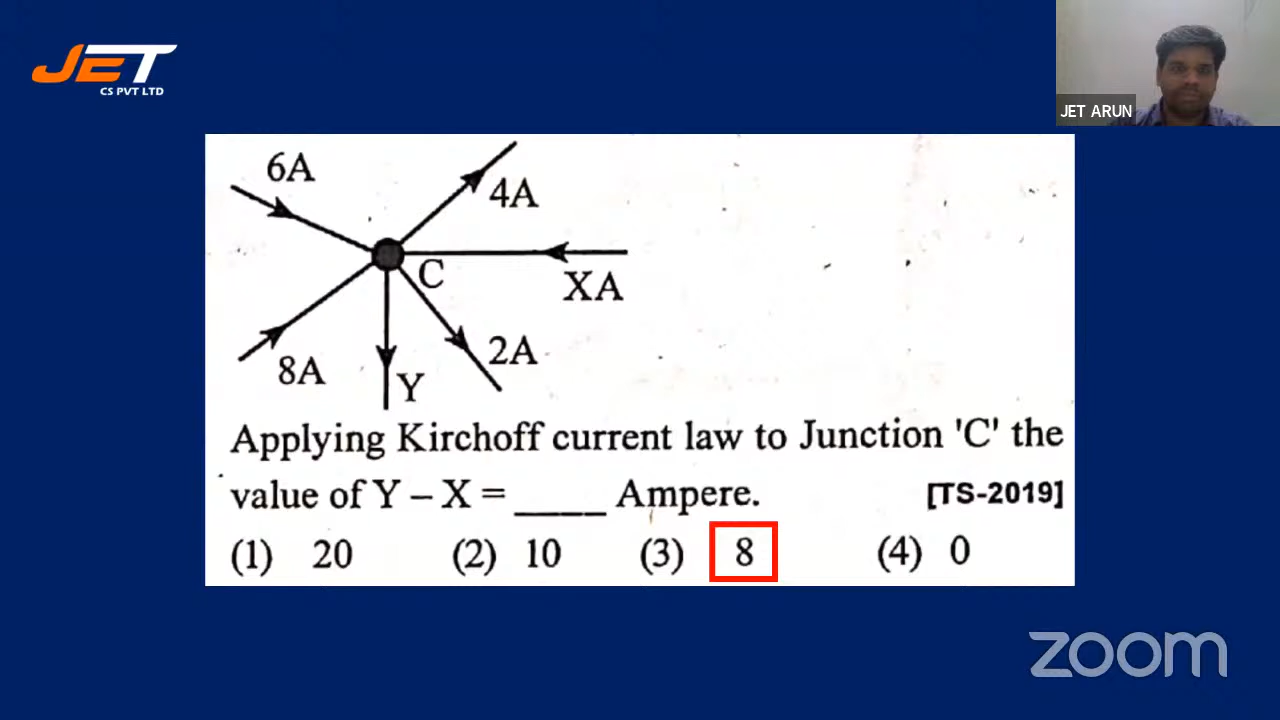 JET
CS PVT LTD
JET ARUN
6A
4A
C
XA
8A
2A
Y
Applying Kirchoff current law to Junction 'C' the
value of Y – X = ____ Ampere. [TS-2019]
(1) 20 (2) 10 (3) 8 (4) 0
zoom